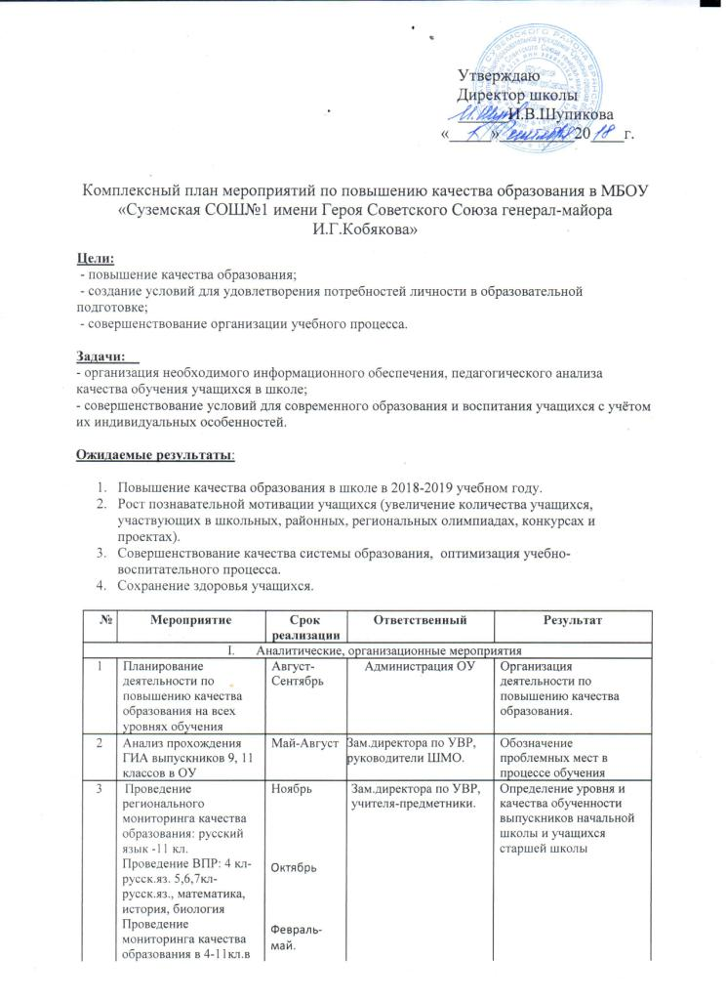 Утверждаю
Директор школы
И.В.Шупикова
«_____»_________20 18 г.
Комплексный план мероприятий по повышению качества образования в МБОУ
«Суземская СОШ№1 имени Героя Советского Союза генерал-майора
И.Г.Кобякова»
Цели:
- повышение качества образования;
- создание условий для удовлетворения потребностей личности в образовательной
подготовке;
- совершенствование организации учебного процесса.
Задачи:
- организация необходимого информационного обеспечения, педагогического анализа
качества обучения учащихся в школе;
- совершенствование условий для современного образования и воспитания учащихся с учётом
их индивидуальных особенностей.
Ожидаемые результаты:
1. Повышение качества образования в школе в 2018-2019 учебном году.
2. Рост познавательной мотивации учащихся (увеличение количества учащихся,
участвующих в школьных, районных, региональных олимпиадах, конкурсах и
проектах).
3. Совершенствование качества системы образования, оптимизация учебно-
воспитательного процесса.
4. Сохранение здоровья учащихся.
№ Мероприятие Срок реализации Ответственный Результат
I. Аналитические, организационные мероприятия
1
Планирование
деятельности по
повышению качества
образования на всех
уровнях обучения
Август-
Сентябрь
Администрация ОУ
Организация
деятельности по
повышению качества
образования.
2
Анализ прохождения
ГИА выпускников 9, 11
классов в ОУ
Май-Август
Зам.директора по УВР,
руководители ШМО.
Обозначение
проблемных мест в
процессе обучения
3
Проведение
регионального
мониторинга качества
образования: русский
язык -11 кл.
Проведение ВПР: 4 кл-
русск.яз. 5,6,7кл-
русск.яз., математика,
история, биология
Проведение
мониторинга качества
образования в 4-11кл.в
Ноябрь
Октябрь
Февраль-
май.
Зам.директора по УВР,
учителя-предметники.
Определение уровня и
качества обученности
выпускников начальной
школы и учащихся
старшей школы